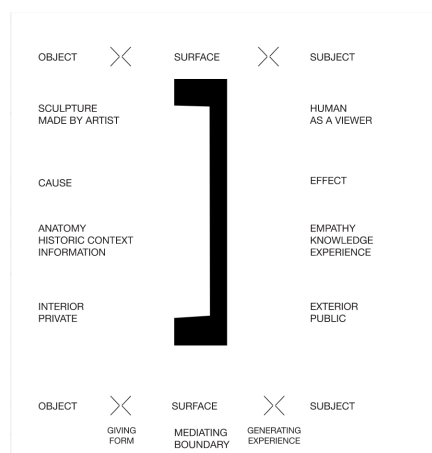 OBJECT SURFACE SUBJECT
SCULPTURE
MADE BY ARTIST
HUMAN
AS A VIEWER
CAUSE
EFFECT
ANATOMY
HISTORIC CONTEXT
INFORMATION
EMPATHY
KNOWLEDGE
EXPERIENCE
INTERIOR
PRIVATE
EXTERIOR
PUBLIC
OBJECT SURFACE SUBJECT
GIVING
FORM
MEDIATING
BOUNDARY
GENERATING
EXPERIENCE